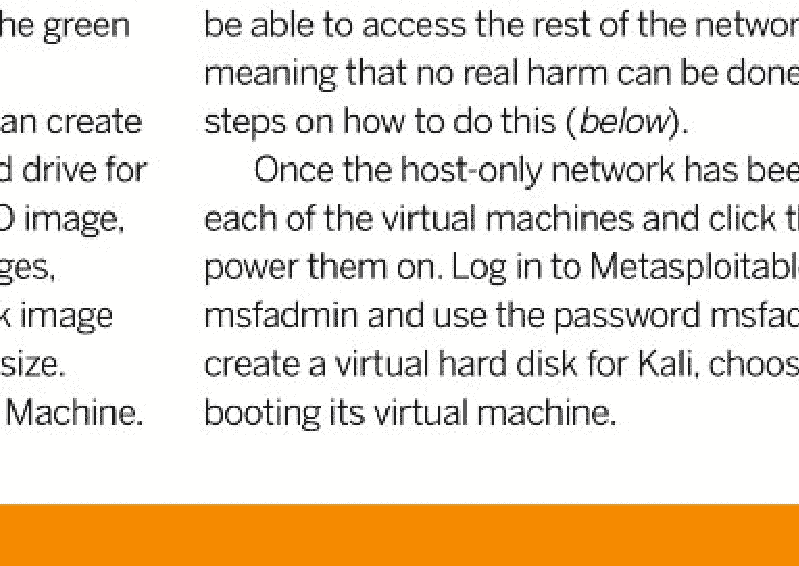 he green
an create
d drive for
O image,
ges,
k image
size.
Machine.
be able to access the rest of the networ
meaning that no real harm can be done
steps on how to do this (below).
Once the host-only network has bee
each of the virtual machines and click th
power them on. Log in to Metasploitabl
msfadmin and use the password msfad
create a virtual hard disk for Kali, choos
booting its virtual machine.